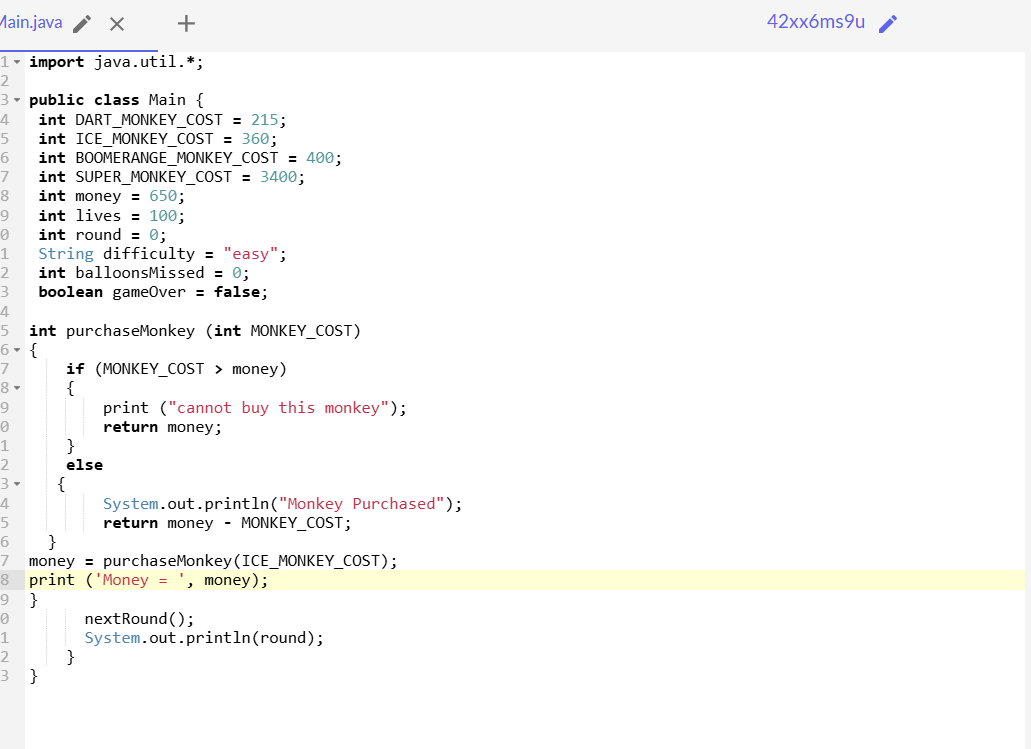 Main.java
42xx6ms9u
1 import java.util.*;
2
3 public class Main {
4 int DART_MONKEY_COST = 215;
5 int ICE_MONKEY_COST = 360;
6 int BOOMERANGE_MONKEY_COST = 400;
7 int SUPER_MONKEY_COST = 3400;
8 int money = 650;
9 int lives = 100;
0 int round = 0;
1 String difficulty = "easy";
2 int balloonsMissed = 0;
3 boolean gameOver = false;
4
5 int purchaseMonkey (int MONKEY_COST)
6 {
7 if (MONKEY_COST > money)
8 {
9 print ("cannot buy this monkey");
0 return money;
1 }
2 else
3 {
4 System.out.println("Monkey Purchased");
5 return money - MONKEY_COST;
6 }
7 money = purchaseMonkey(ICE_MONKEY_COST);
8 print ('Money = ', money);
9 }
0 nextRound();
1 System.out.println(round);
2 }
3 }